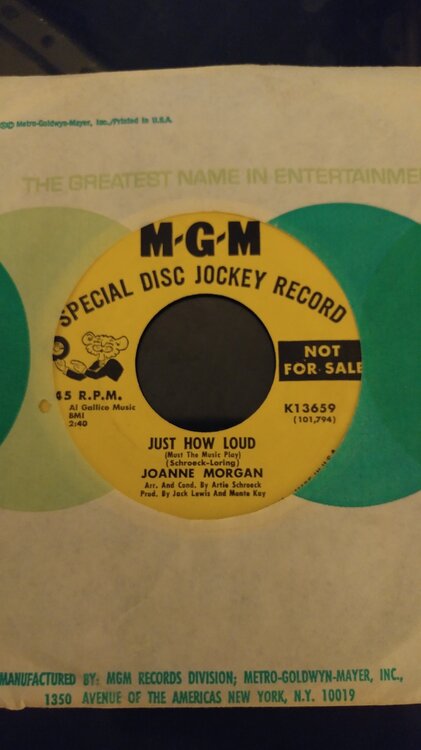 ©© Metro-Goldwyn-Mayer, Inc./Printed in U.S.A.
THE GREATEST NAME IN ENTERTAINME
M-G-M
SPECIAL DISC JOCKEY RECORD
NOT
FOR SALE
45 R.P.M.
Al Gallico Music
BMI
2:40
K13659
(101,794)
JUST HOW LOUD
(Must The Music Play)
(Schroeck-Loring)
JOANNE MORGAN
Arr. And Cond. By Artie Schroeck
Prod. By Jack Lewis And Monte Kay
MANUFACTURED BY: MGM RECORDS DIVISION; METRO-GOLDWYN-MAYER, INC.,
1350 AVENUE OF THE AMERICAS NEW YORK, N.Y. 10019